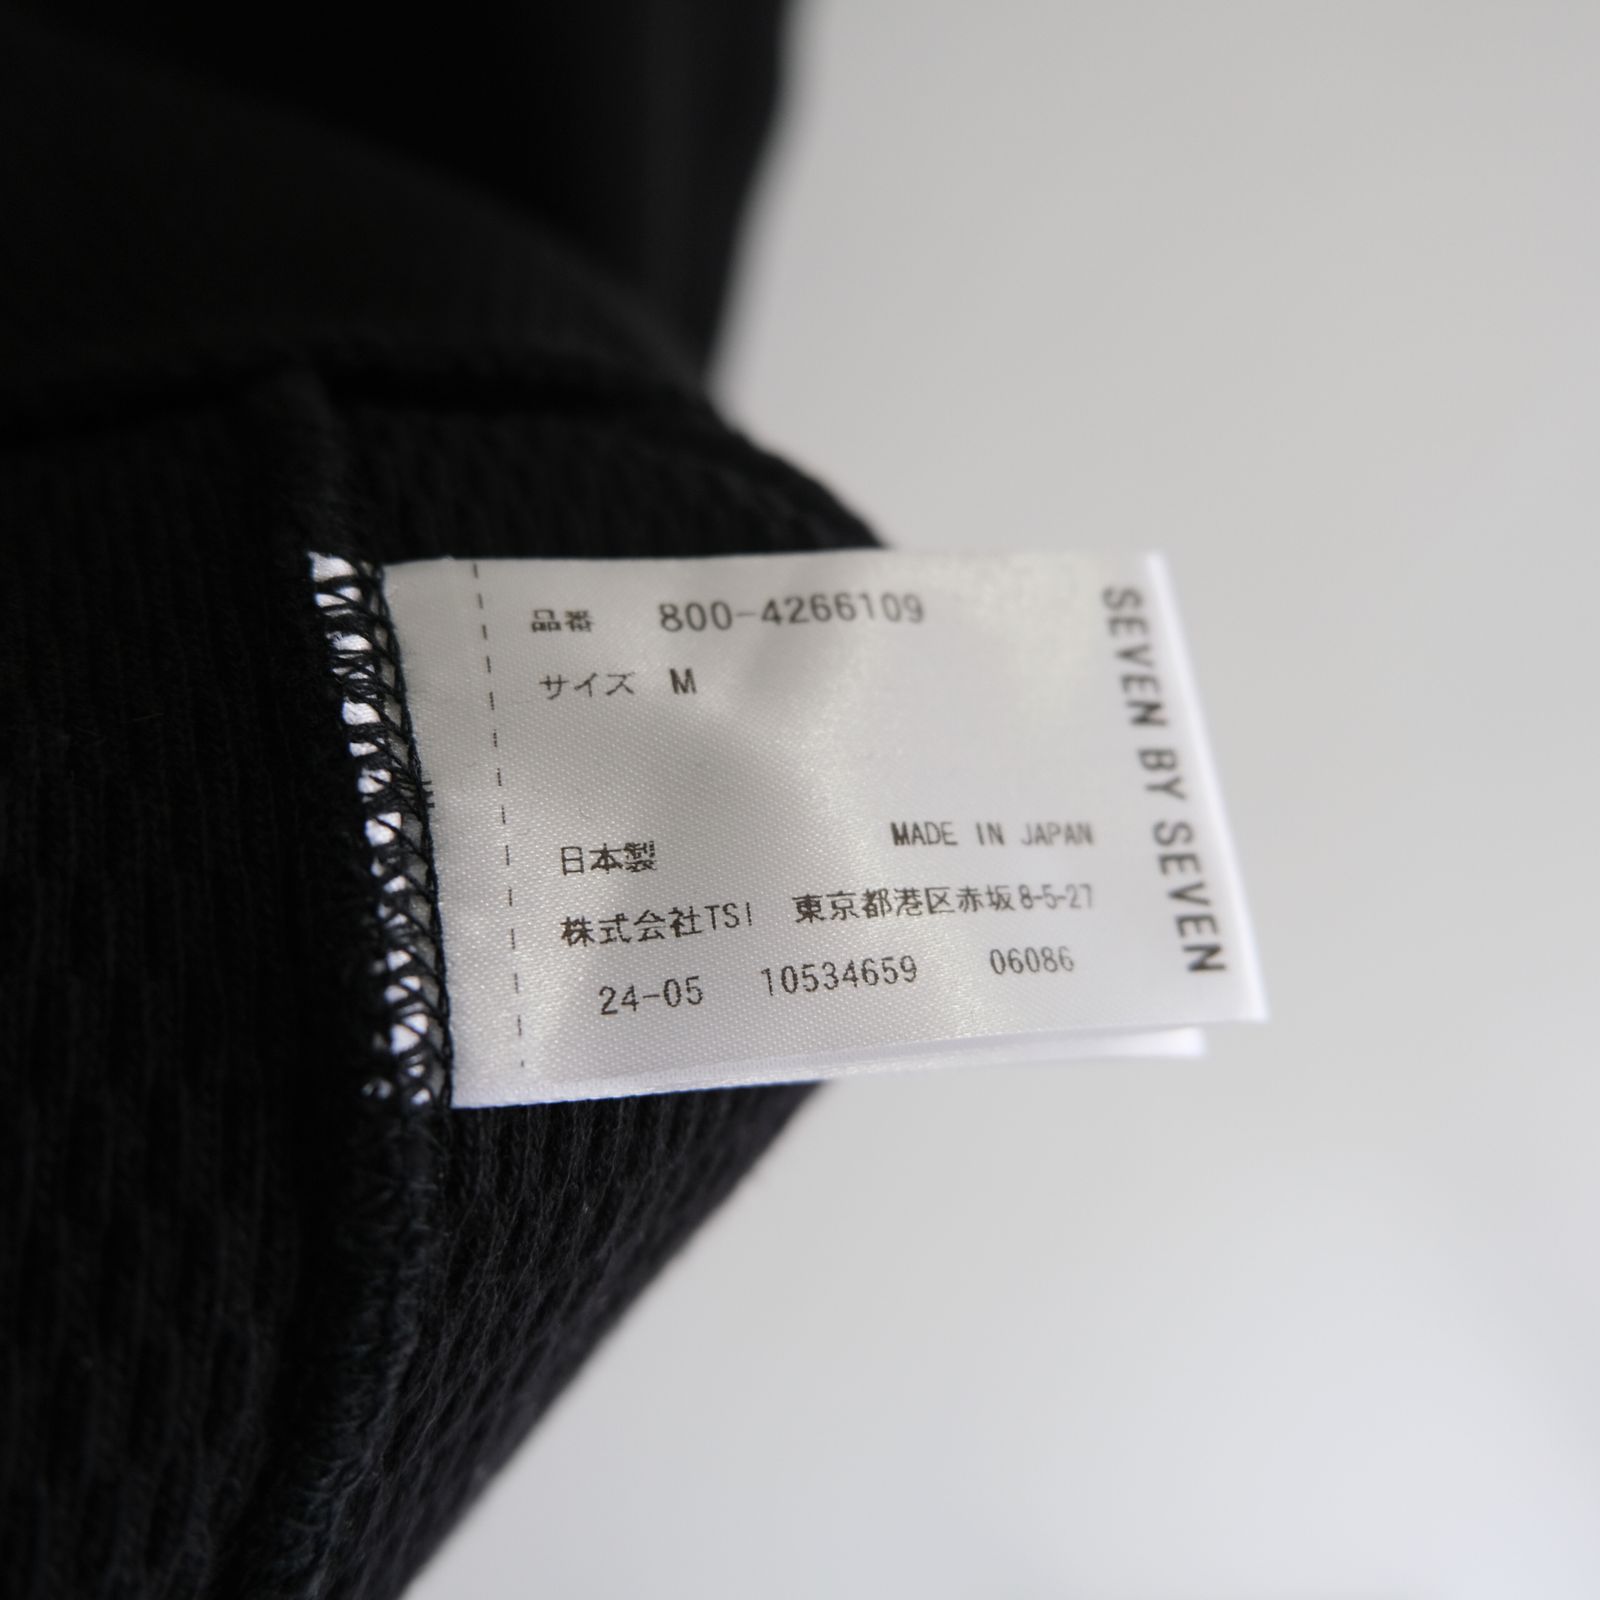 品番 800-4266109
サイズ M
日本製 MADE IN JAPAN
株式会社TSI 東京都港区赤坂8-5-27
24-05 10534659 06086
SEVEN BY SEVEN